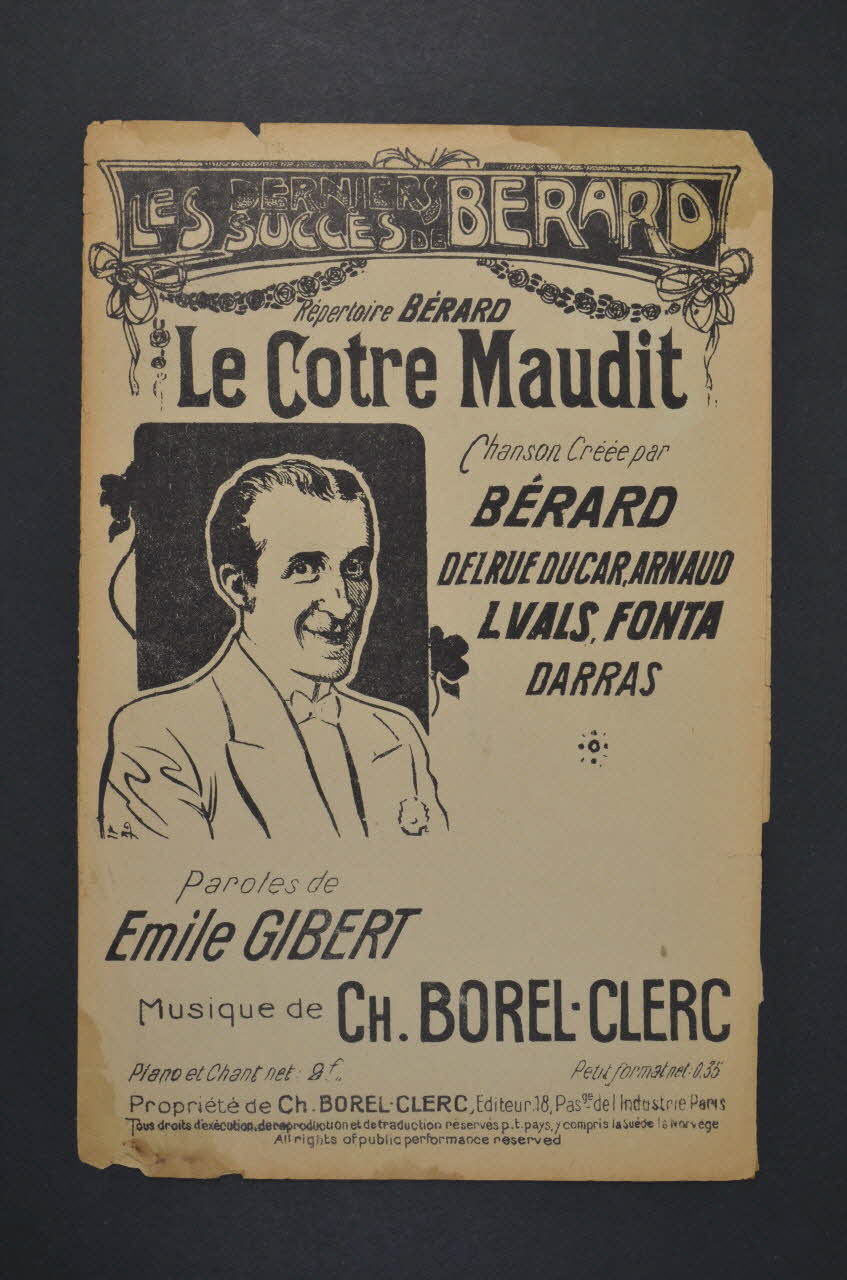 LES DERNIERS SUCCÈS DE BERARD
Répertoire BÉRARD
Le Cotre Maudit
Chanson Créée par
BÉRARD
DELRUE DUCAR, ARNAUD
L.VALS, FONTA
DARRAS
Paroles de
Emile GIBERT
Musique de CH. BOREL-CLERC
Piano et Chant net: 2f. Petit format net: 0.35
Propriété de CH. BOREL-CLERC, Editeur. 18, Pasge de l'Industrie Paris
Tous droits d'exécution, de reproduction et de traduction réservés p. t. pays, y compris la Suède la Norvège
All rights of public performance reserved